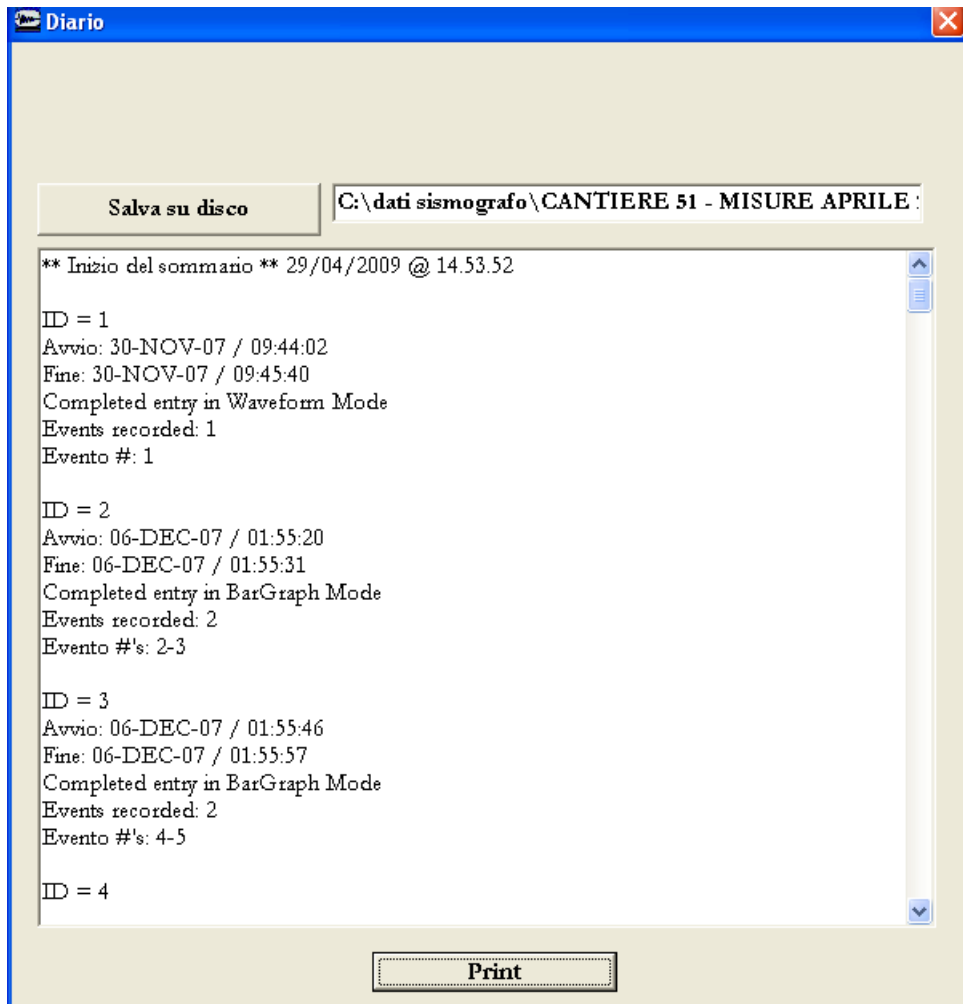 Diario
Salva su disco
C:\dati sismografo\CANTIERE 51 - MISURE APRILE
** Inizio del sommario ** 29/04/2009 @ 14.53.52
ID = 1
Avvio: 30-NOV-07 / 09:44:02
Fine: 30-NOV-07 / 09:45:40
Completed entry in Waveform Mode
Events recorded: 1
Evento #: 1
ID = 2
Avvio: 06-DEC-07 / 01:55:20
Fine: 06-DEC-07 / 01:55:31
Completed entry in BarGraph Mode
Events recorded: 2
Evento #'s: 2-3
ID = 3
Avvio: 06-DEC-07 / 01:55:46
Fine: 06-DEC-07 / 01:55:57
Completed entry in BarGraph Mode
Events recorded: 2
Evento #'s: 4-5
ID = 4
Print